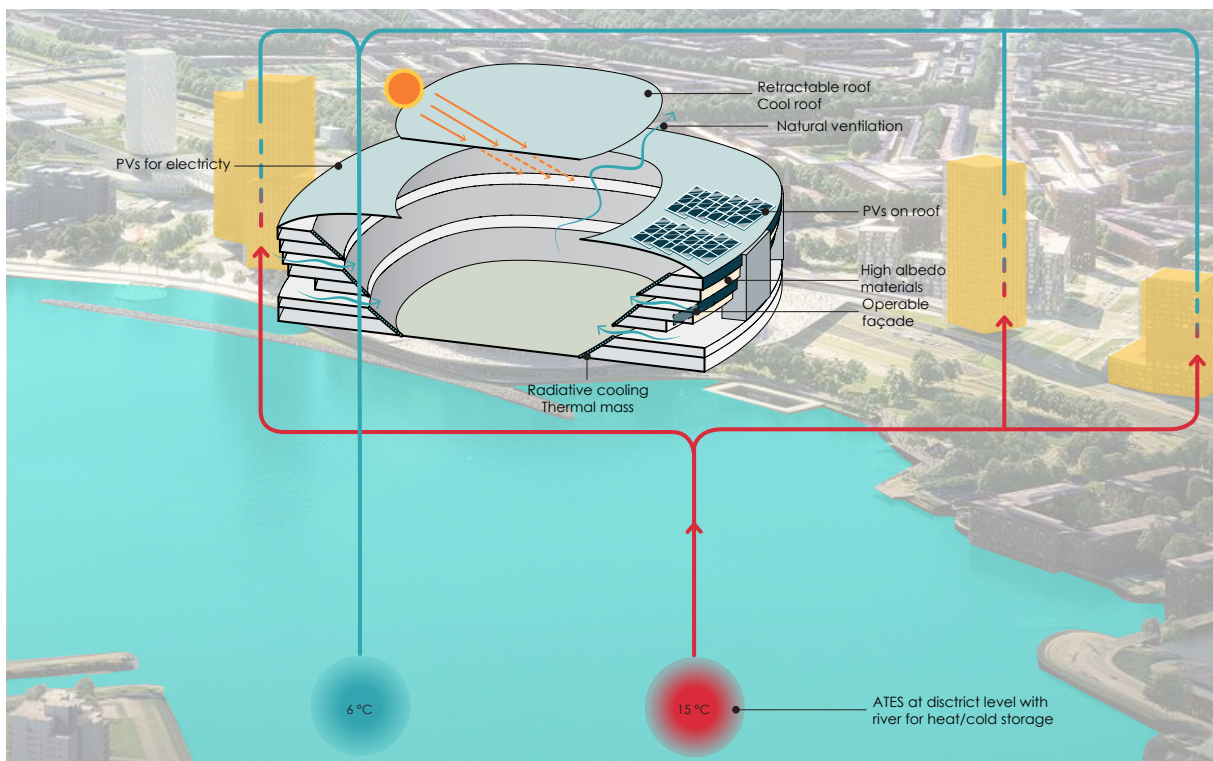 Retractable roof
Cool roof
Natural ventilation
PVs for electricty
PVs on roof
High albedo
materials
Operable
façade
Radiative cooling
Thermal mass
6 °C
15 °C
ATES at disctrict level with
river for heat/cold storage